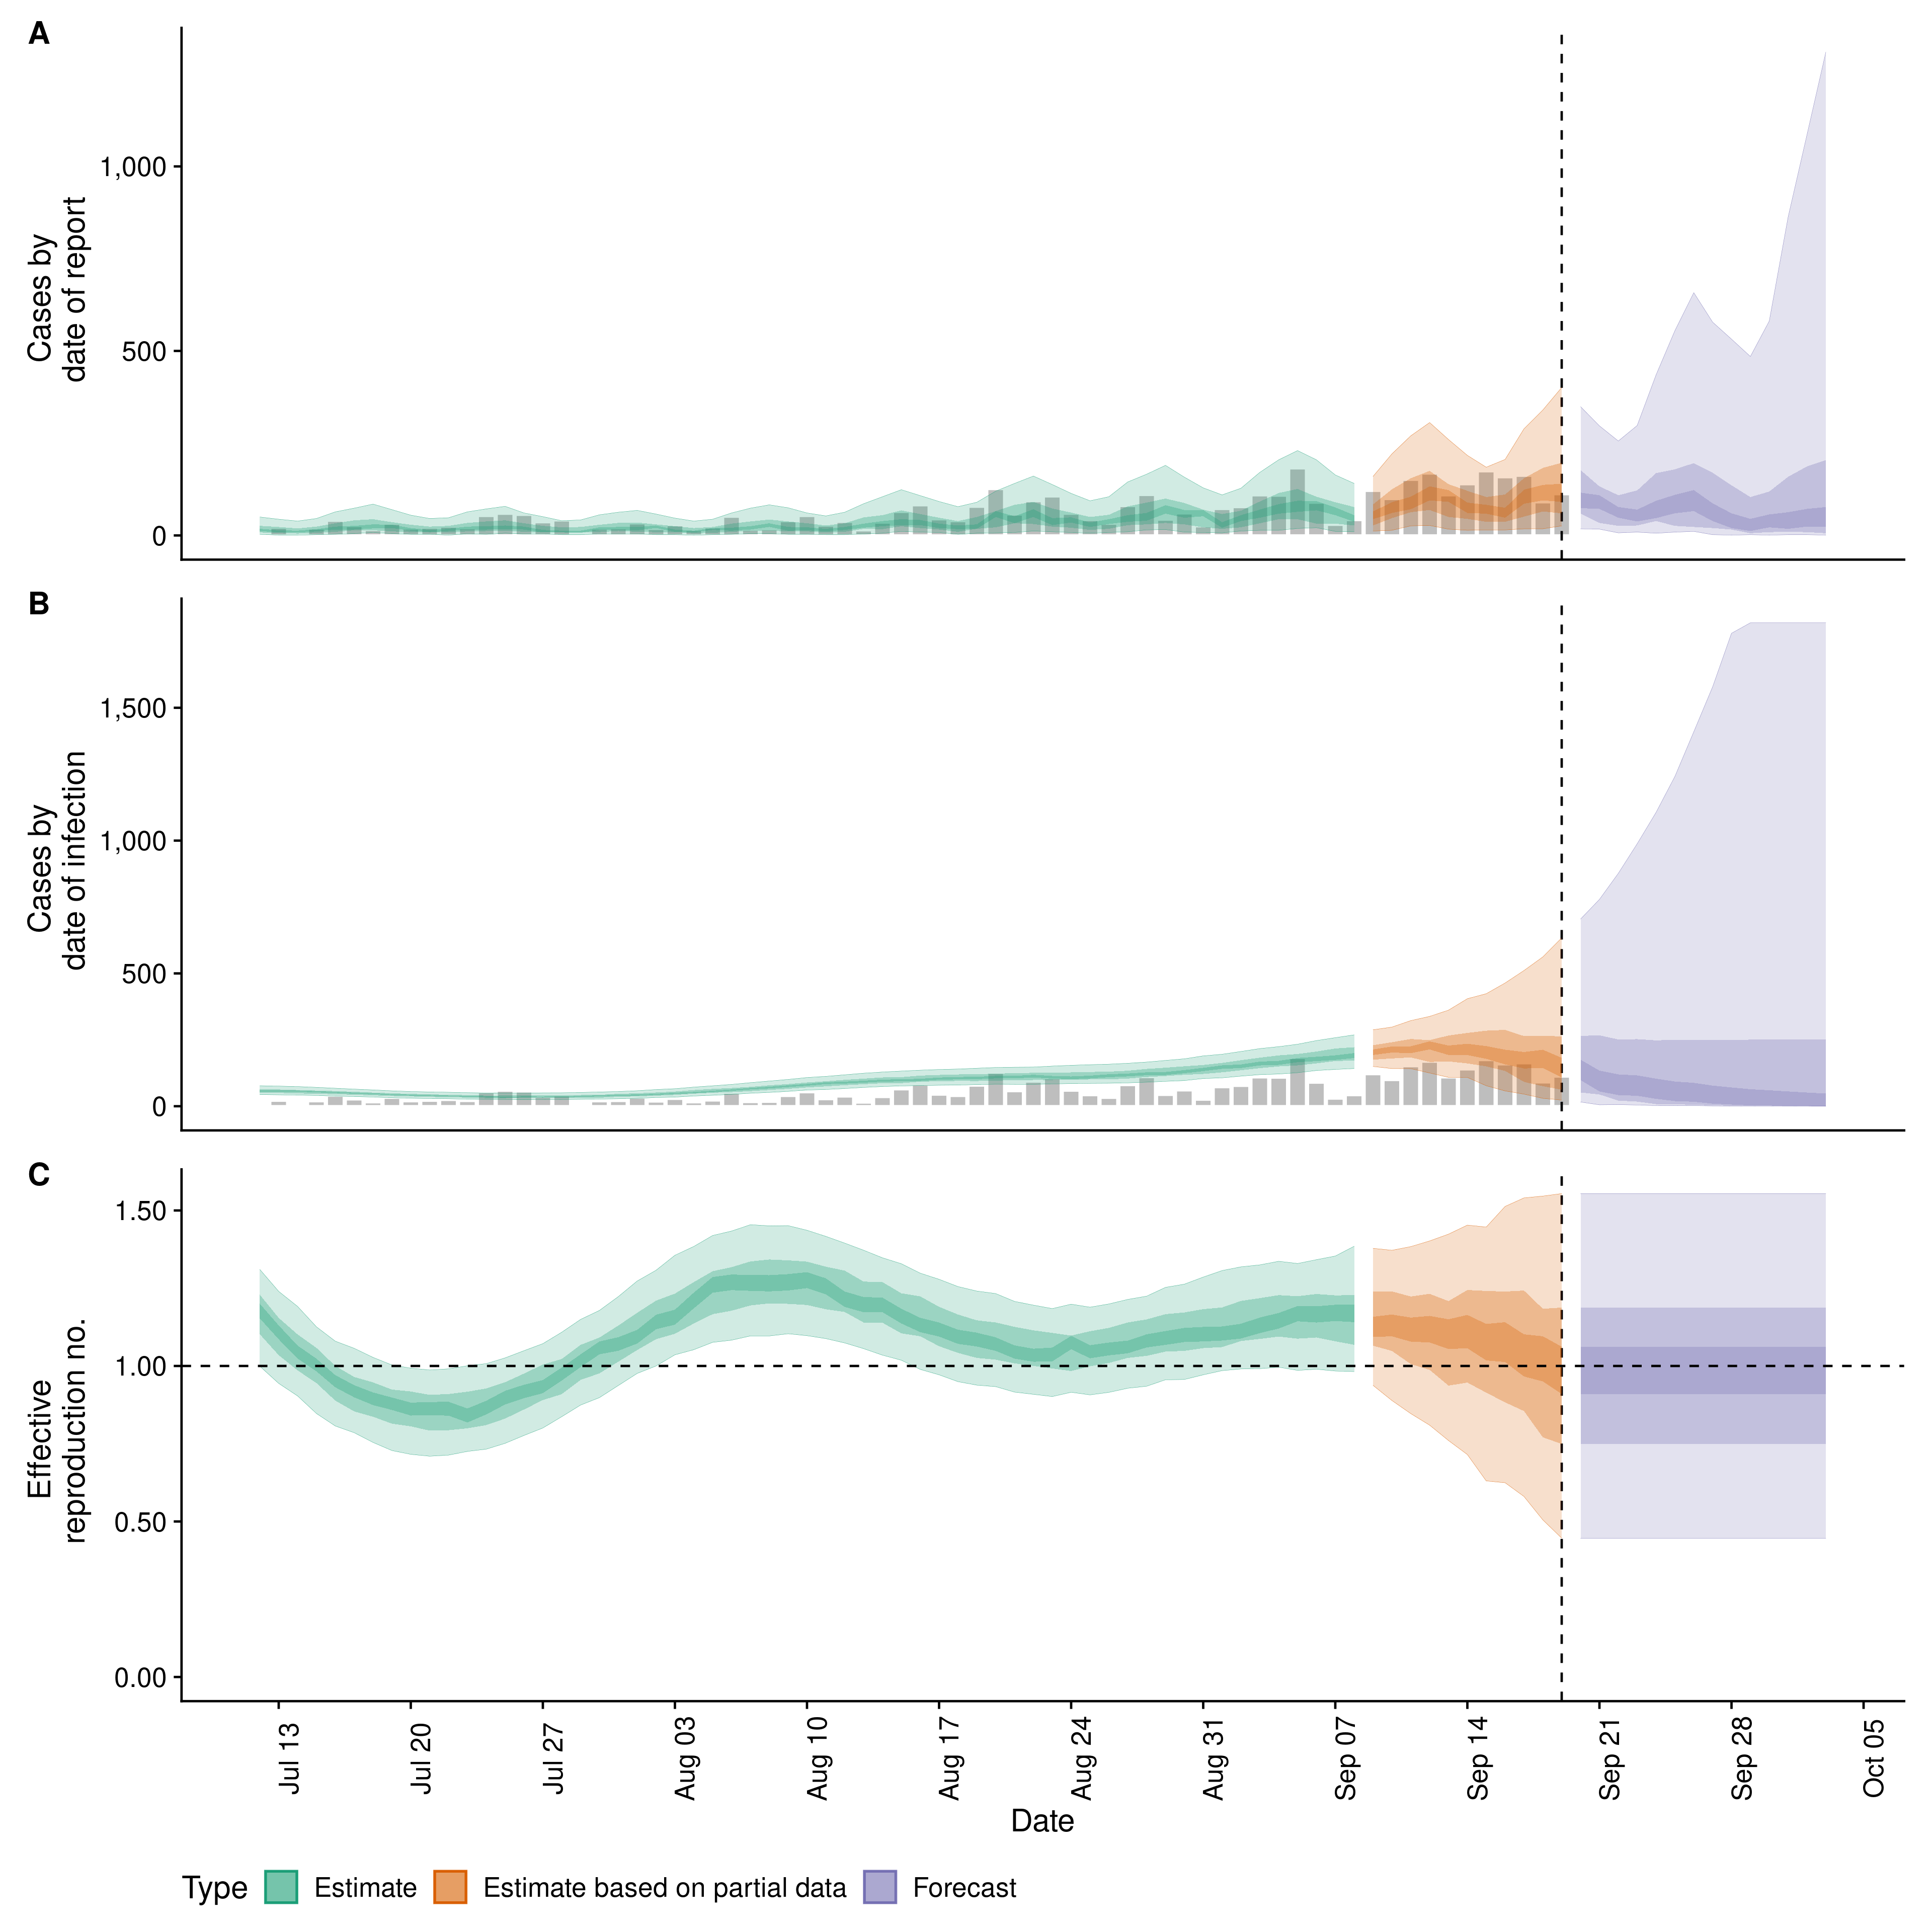 A
Cases by
date of report
1,000
500
0
B
Cases by
date of infection
1,500
1,000
500
0
C
Effective
reproduction no.
1.50
1.00
0.50
0.00
Jul 13
Jul 20
Jul 27
Aug 03
Aug 10
Aug 17
Aug 24
Aug 31
Sep 07
Sep 14
Sep 21
Sep 28
Oct 05
Date
Type Estimate Estimate based on partial data Forecast